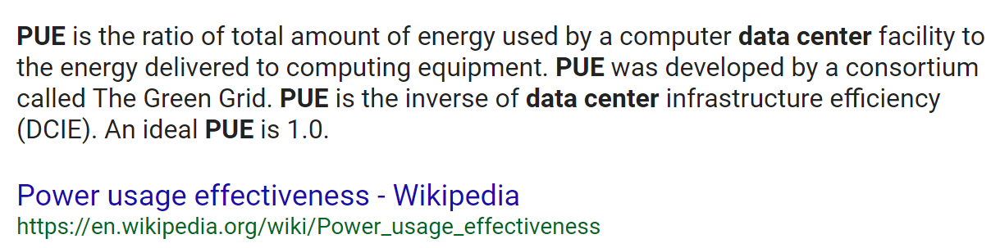 PUE is the ratio of total amount of energy used by a computer data center facility to
the energy delivered to computing equipment. PUE was developed by a consortium
called The Green Grid. PUE is the inverse of data center infrastructure efficiency
(DCIE). An ideal PUE is 1.0.
Power usage effectiveness - Wikipedia
https://en.wikipedia.org/wiki/Power_usage_effectiveness